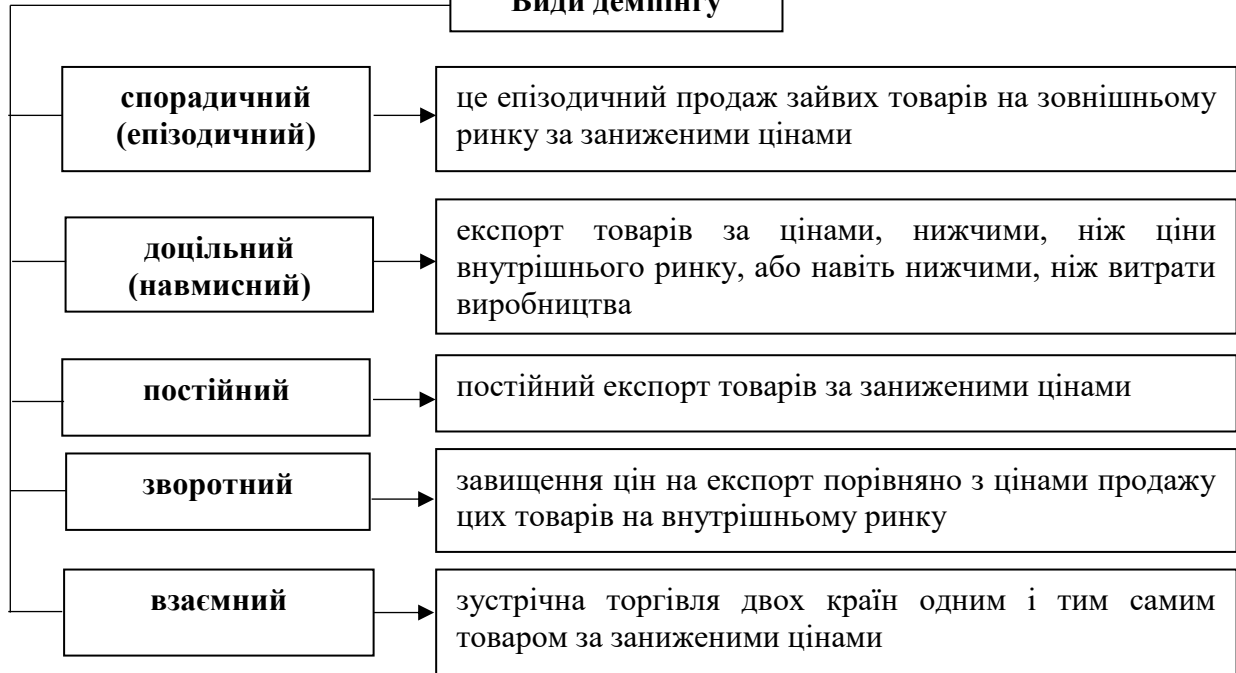 Види демпінгу
спорадичний
(епізодичний)
це епізодичний продаж зайвих товарів на зовнішньому
ринку за заниженими цінами
доцільний
(навмисний)
експорт товарів за цінами, нижчими, ніж ціни
внутрішнього ринку, або навіть нижчими, ніж витрати
виробництва
постійний
постійний експорт товарів за заниженими цінами
зворотний
завищення цін на експорт порівняно з цінами продажу
цих товарів на внутрішньому ринку
взаємний
зустрічна торгівля двох країн одним і тим самим
товаром за заниженими цінами